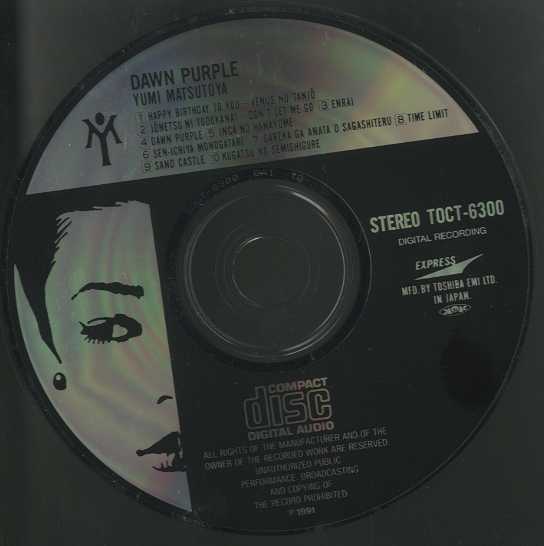 DAWN PURPLE
YUMI MATSUTOYA
1 HAPPY BIRTHDAY TO YOU – VENUS NO TANJŌ
2 JŌNETSU NI TODOKANAI – DON'T LET ME GO 3 ENRAI
4 DAWN PURPLE 5 INGA NO HANAYOME
6 SEN-ICHIYA MONOGATARI 7 DAREKA GA ANATA O SAGASHITERU 8 TIME LIMIT
9 SAND CASTLE 10 KUGATSU NO SEMISHIGURE
STEREO TOCT-6300
DIGITAL RECORDING
EXPRESS
MFD. BY TOSHIBA EMI LTD.
IN JAPAN.
COMPACT
disc
DIGITAL AUDIO
ALL RIGHTS OF THE MANUFACTURER AND OF THE
OWNER OF THE RECORDED WORK ARE RESERVED.
UNAUTHORIZED PUBLIC
PERFORMANCE, BROADCASTING
AND COPYING OF
THE RECORD PROHIBITED.
P 1991